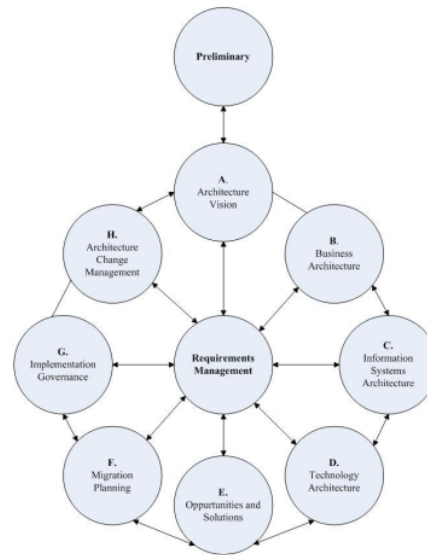 Preliminary
A.
Architecture
Vision
H.
Architecture
Change
Management
B.
Business
Architecture
G.
Implementation
Governance
Requirements
Management
C.
Information
Systems
Architecture
F.
Migration
Planning
E.
Oppurtunities and
Solutions
D.
Technology
Architecture